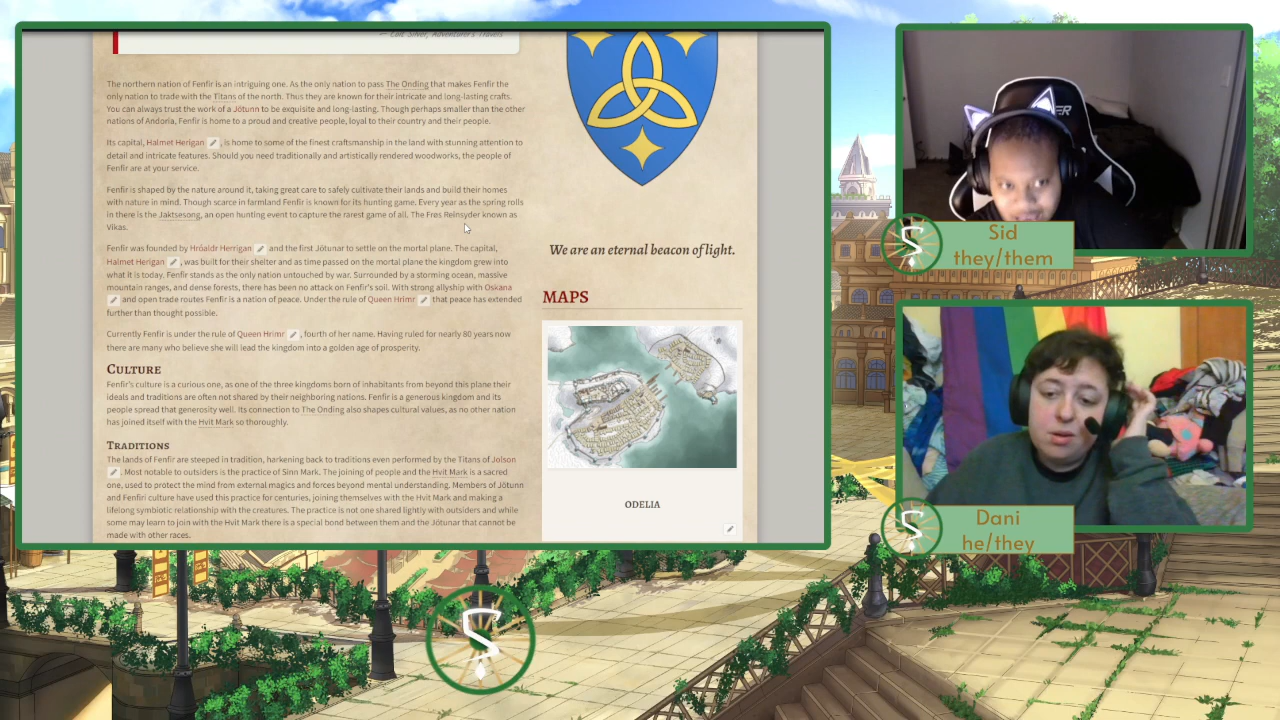 — East Silver, Adventurer's Travels
The northern nation of Fenfir is an intriguing one. As the only nation to pass The Onding that makes Fenfir the
only nation to trade with the Titans of the north. Thus they are known for their intricate and long-lasting crafts.
You can always trust the work of a Jötunn to be exquisite and long-lasting. Though perhaps smaller than the other
nations of Andoria, Fenfir is home to a proud and creative people, loyal to their country and their people.
Its capital, Halmet Herigan , is home to some of the finest craftsmanship in the land with stunning attention to
detail and intricate features. Should you need traditionally and artistically rendered woodworks, the people of
Fenfir are at your service.
Fenfir is shaped by the nature around it, taking great care to safely cultivate their lands and build their homes
with nature in mind. Though scarce in farmland Fenfir is known for its hunting game. Every year as the spring rolls
in there is the Jaktsesong, an open hunting event to capture the rarest game of all. The Frøs Reinsyder known as
Vikas.
Fenfir was founded by Hróaldr Herrigan and the first Jötunar to settle on the mortal plane. The capital,
Halmet Herigan , was built for their shelter and as time passed on the mortal plane the kingdom grew into
what it is today. Fenfir stands as the only nation untouched by war. Surrounded by a storming ocean, massive
mountain ranges, and dense forests, there has been no attack on Fenfir's soil. With strong allyship with Oskana
and open trade routes Fenfir is a nation of peace. Under the rule of Queen Hrimr that peace has extended
further than thought possible.
Currently Fenfir is under the rule of Queen Hrimr , fourth of her name. Having ruled for nearly 80 years now
there are many who believe she will lead the kingdom into a golden age of prosperity.
CULTURE
Fenfir's culture is a curious one, as one of the three kingdoms born of inhabitants from beyond this plane their
ideals and traditions are often not shared by their neighboring nations. Fenfir is a generous kingdom and its
people spread that generosity well. Its connection to The Onding also shapes cultural values, as no other nation
has joined itself with the Hvit Mark so thoroughly.
TRADITIONS
The lands of Fenfir are steeped in tradition, harkening back to traditions even performed by the Titans of Jolson
. Most notable to outsiders is the practice of Sinn Mark. The joining of people and the Hvit Mark is a sacred
one, used to protect the mind from external magics and forces beyond mental understanding. Members of Jötunn
and Fenfiri culture have used this practice for centuries, joining themselves with the Hvit Mark and making a
lifelong symbiotic relationship with the creatures. The practice is not one shared lightly with outsiders and while
some may learn to join with the Hvit Mark there is a special bond between them and the Jötunar that cannot be
made with other races.
We are an eternal beacon of light.
MAPS
ODELIA
Sid
they/them
Dani
he/they
S
S
S